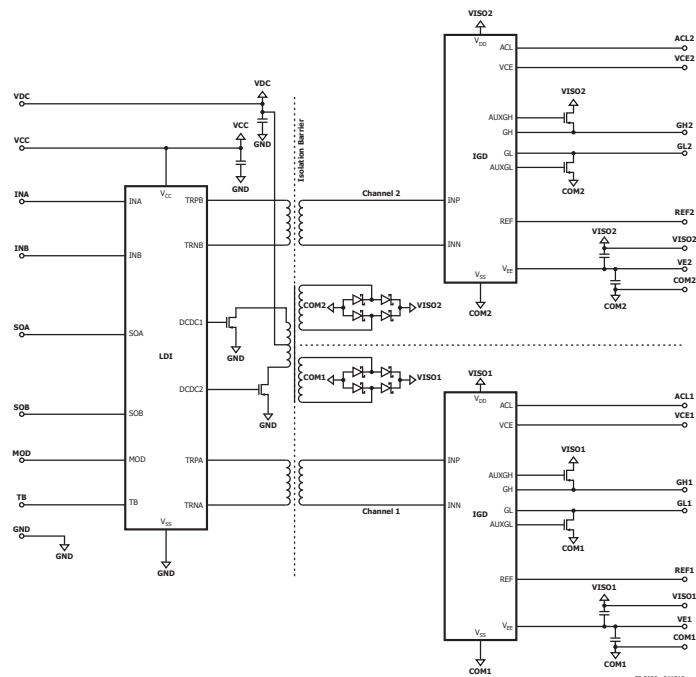 VISO2
VDD
ACL
ACL2
VCE
VCE2
VDC
VDC
VISO2
AUXGH
GH
GH2
VCC
VCC
GND
Isolation Barrier
GL
GL2
IGD
AUXGL
COM2
GND
VCC
INA
INA
TRPB
Channel 2
INP
REF
REF2
INB
INB
TRNB
INN
VISO2
VISO2
VEE
VE2
VSS
COM2
COM2
COM2
COM2
VISO2
DCDC1
SOA
SOA
GND
LDI
VISO1
COM1
VISO1
DCDC2
VDD
ACL
ACL1
SOB
SOB
GND
VCE
VCE1
MOD
MOD
TRPA
INP
VISO1
AUXGH
GH
GH1
TB
TB
TRNA
Channel 1
INN
GL
GL1
IGD
AUXGL
VSS
GND
GND
GND
COM1
REF
REF1
VISO1
VISO1
VEE
VE1
VSS
COM1
COM1
COM1